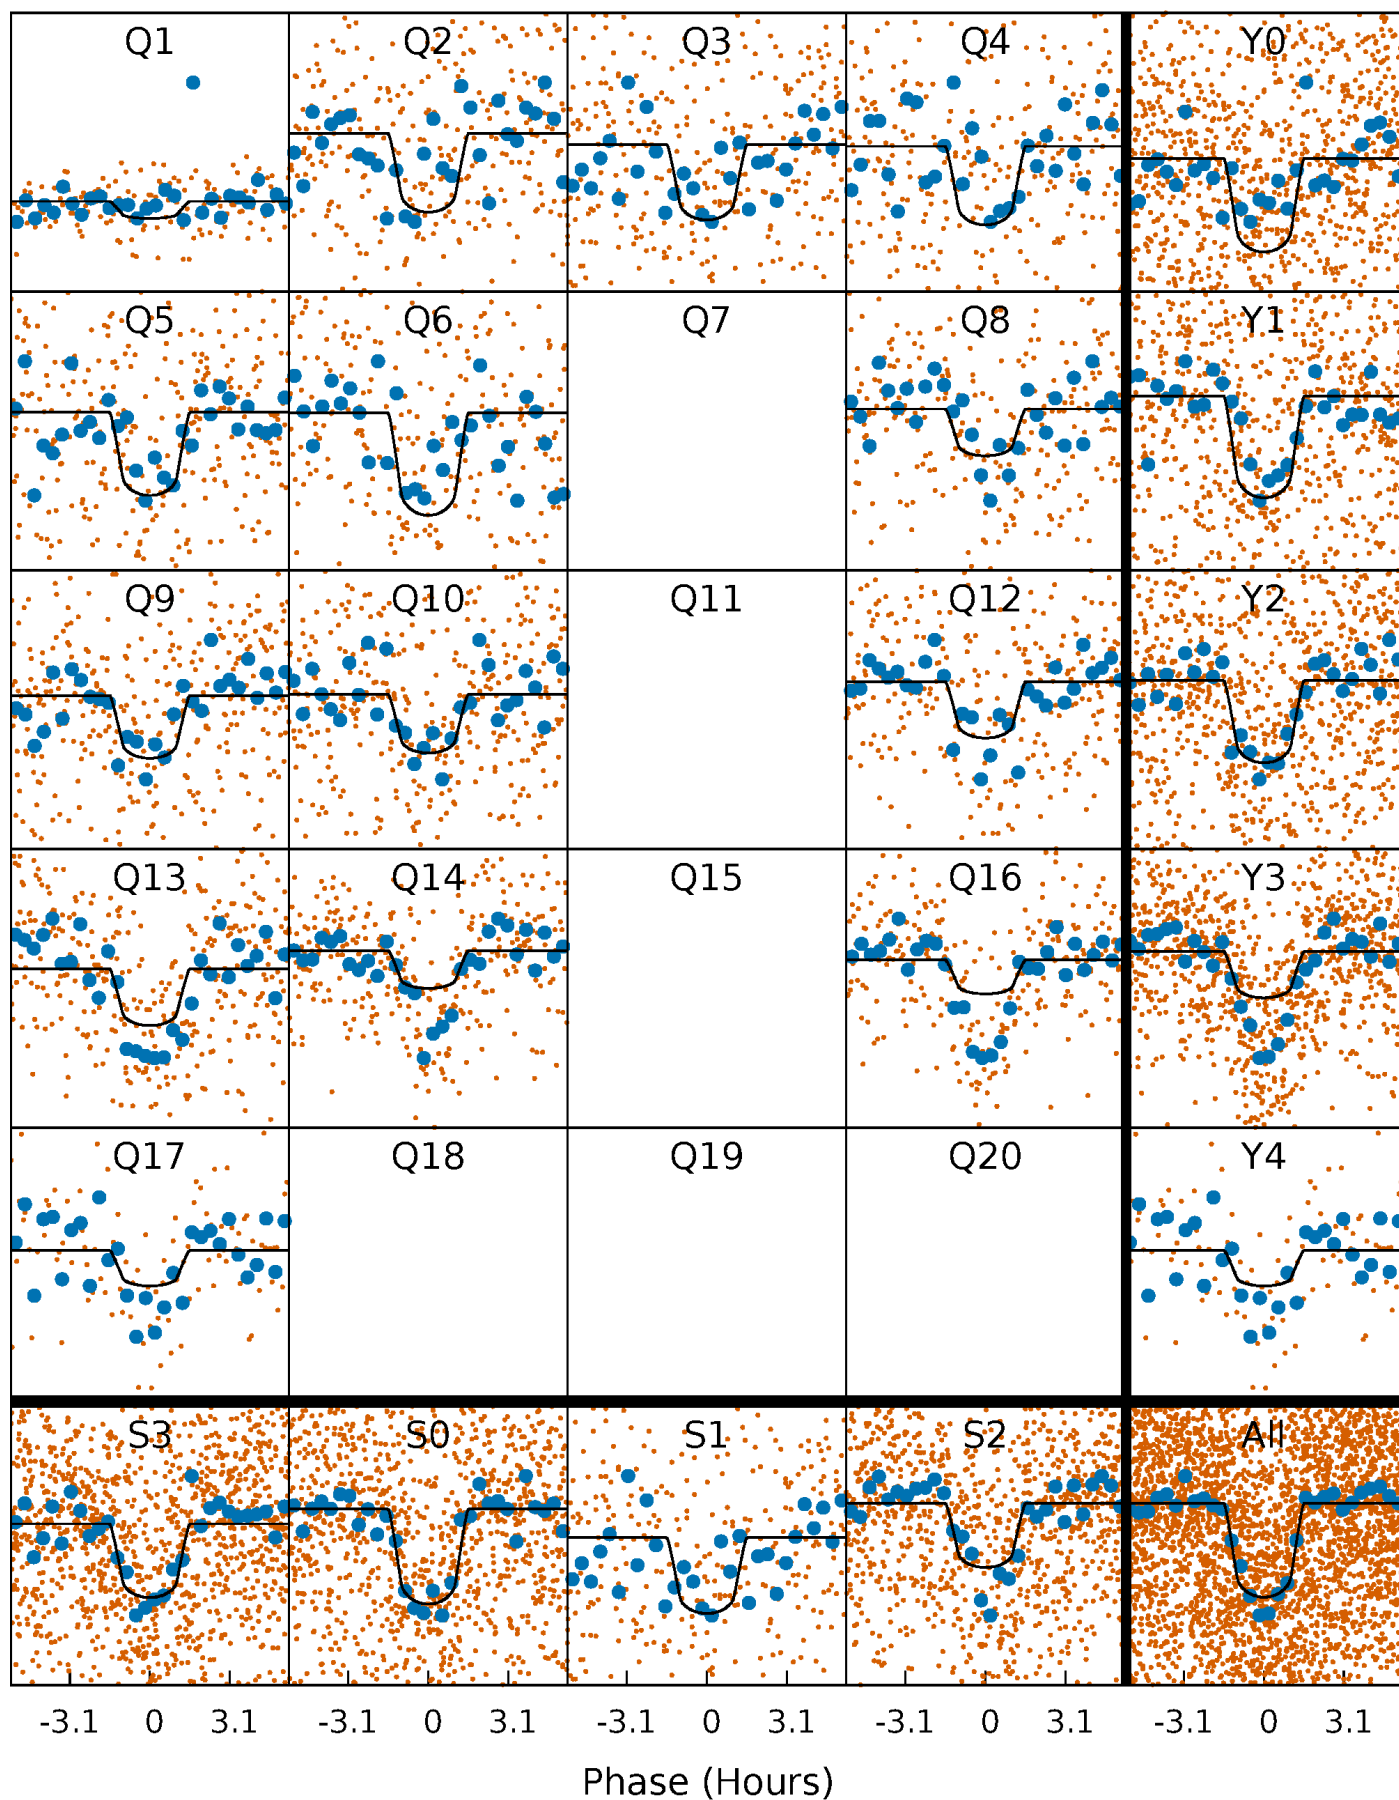 Q1 Q2 Q3 Q4 Y0
Q5 Q6 Q7 Q8 Y1
Q9 Q10 Q11 Q12 Y2
Q13 Q14 Q15 Q16 Y3
Q17 Q18 Q19 Q20 Y4
S3 S0 S1 S2 All
-3.1 0 3.1 -3.1 0 3.1 -3.1 0 3.1 -3.1 0 3.1 -3.1 0 3.1
Phase (Hours)